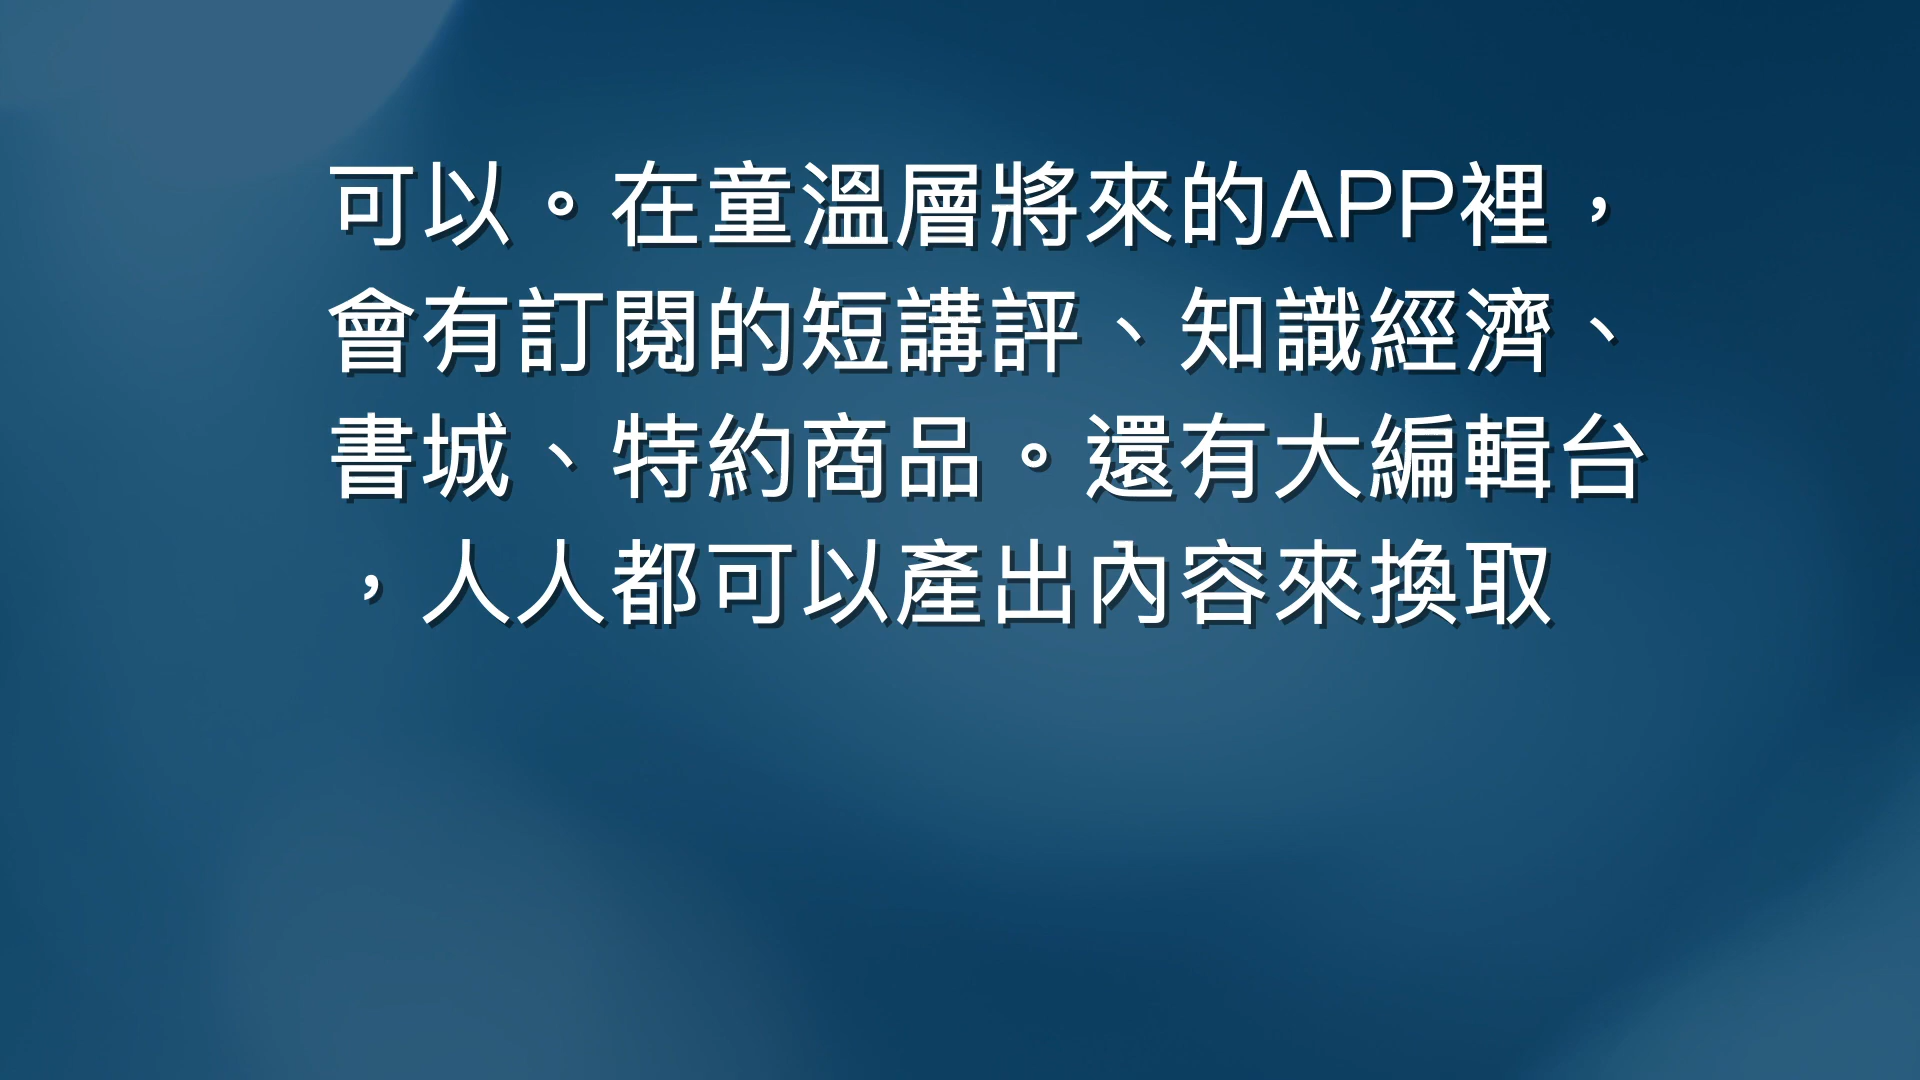 可以。在童溫層將來的APP裡，
會有訂閱的短講評、知識經濟、
書城、特約商品。還有大編輯台
，人人都可以產出內容來換取